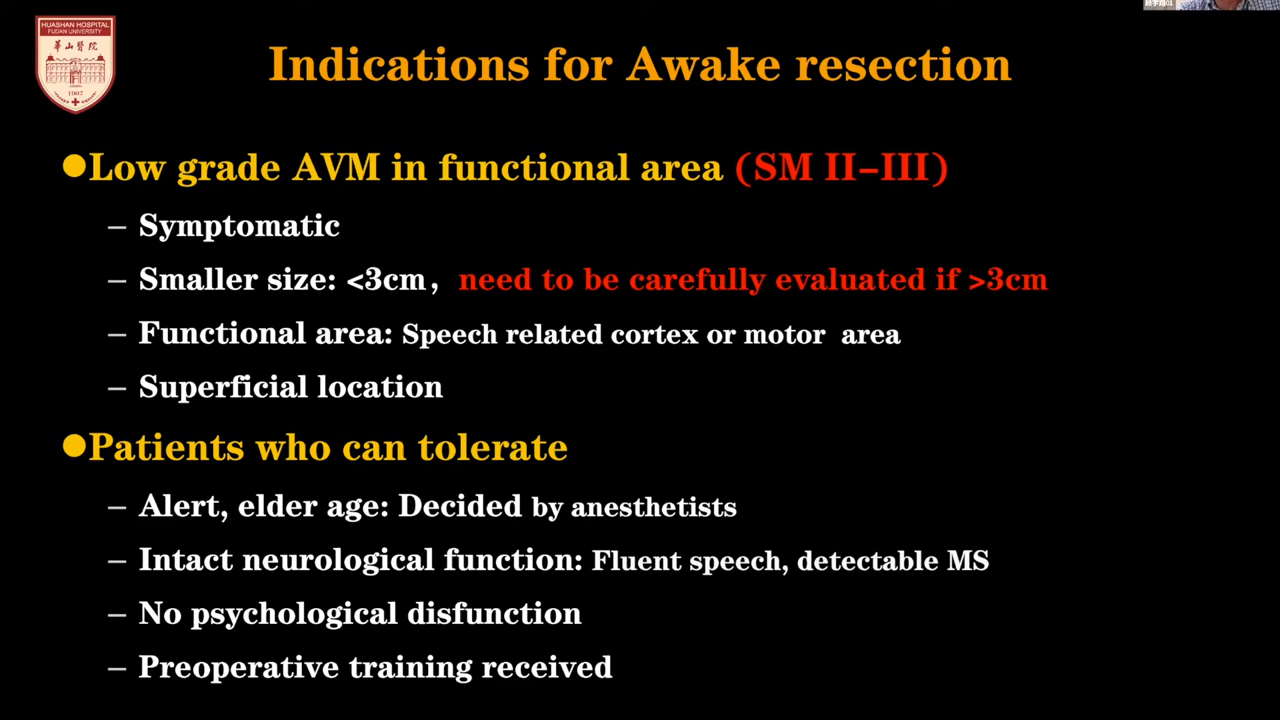 HUASHAN HOSPITAL
FUDAN UNIVERSITY
華山醫院
1907
Indications for Awake resection
●Low grade AVM in functional area (SM II–III)
– Symptomatic
– Smaller size: <3cm, need to be carefully evaluated if >3cm
– Functional area: Speech related cortex or motor area
– Superficial location
●Patients who can tolerate
– Alert, elder age: Decided by anesthetists
– Intact neurological function: Fluent speech, detectable MS
– No psychological disfunction
– Preoperative training received